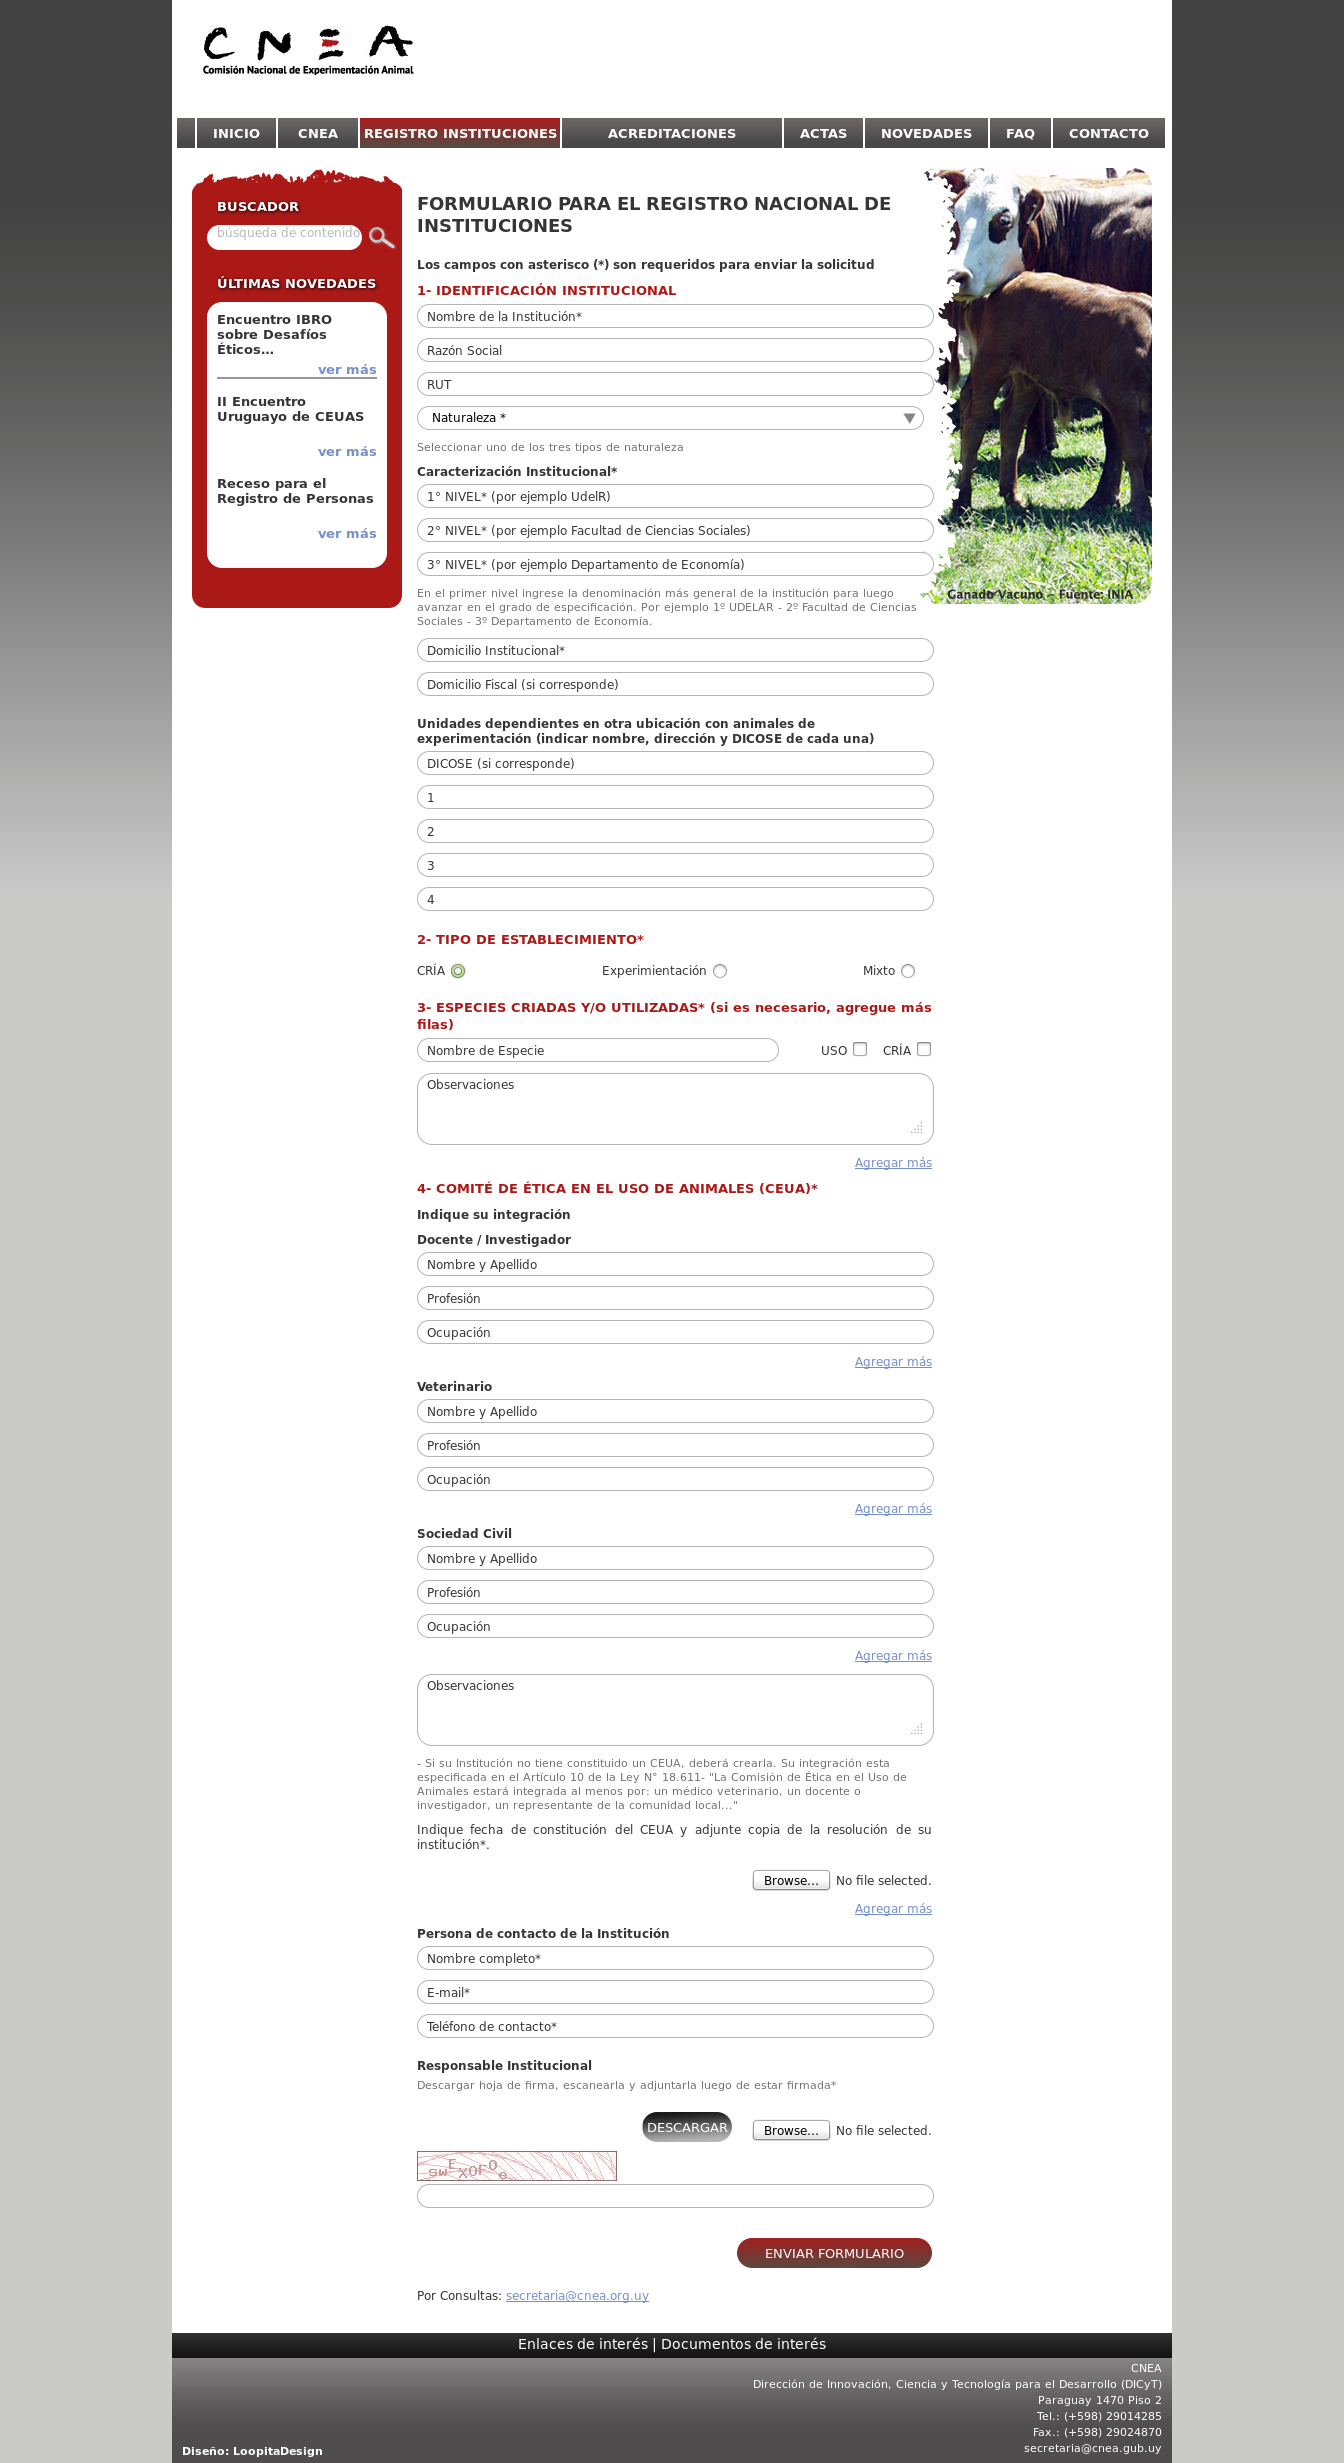 CNEA
Comisión Nacional de Experimentación Animal
INICIO
CNEA
REGISTRO INSTITUCIONES
ACREDITACIONES
ACTAS
NOVEDADES
FAQ
CONTACTO
BUSCADOR
búsqueda de contenido
ÚLTIMAS NOVEDADES
Encuentro IBRO
sobre Desafíos
Éticos…
ver más
II Encuentro
Uruguayo de CEUAS
ver más
Receso para el
Registro de Personas
ver más
FORMULARIO PARA EL REGISTRO NACIONAL DE
INSTITUCIONES
Los campos con asterisco (*) son requeridos para enviar la solicitud
1- IDENTIFICACIÓN INSTITUCIONAL
Nombre de la Institución*
Razón Social
RUT
Naturaleza *
Seleccionar uno de los tres tipos de naturaleza
Caracterización Institucional*
1° NIVEL* (por ejemplo UdelR)
2° NIVEL* (por ejemplo Facultad de Ciencias Sociales)
3° NIVEL* (por ejemplo Departamento de Economía)
En el primer nivel ingrese la denominación más general de la institución para luego
avanzar en el grado de especificación. Por ejemplo 1º UDELAR - 2º Facultad de Ciencias
Sociales - 3º Departamento de Economía.
Ganado Vacuno – Fuente: INIA
Domicilio Institucional*
Domicilio Fiscal (si corresponde)
Unidades dependientes en otra ubicación con animales de
experimentación (indicar nombre, dirección y DICOSE de cada una)
DICOSE (si corresponde)
1
2
3
4
2- TIPO DE ESTABLECIMIENTO*
CRÍA
Experimientación
Mixto
3- ESPECIES CRIADAS Y/O UTILIZADAS* (si es necesario, agregue más
filas)
Nombre de Especie
USO
CRÍA
Observaciones
Agregar más
4- COMITÉ DE ÉTICA EN EL USO DE ANIMALES (CEUA)*
Indique su integración
Docente / Investigador
Nombre y Apellido
Profesión
Ocupación
Agregar más
Veterinario
Nombre y Apellido
Profesión
Ocupación
Agregar más
Sociedad Civil
Nombre y Apellido
Profesión
Ocupación
Agregar más
Observaciones
- Si su Institución no tiene constituido un CEUA, deberá crearla. Su integración esta
especificada en el Artículo 10 de la Ley N° 18.611- "La Comisión de Ética en el Uso de
Animales estará integrada al menos por: un médico veterinario, un docente o
investigador, un representante de la comunidad local..."
Indique fecha de constitución del CEUA y adjunte copia de la resolución de su
institución*.
Browse… No file selected.
Agregar más
Persona de contacto de la Institución
Nombre completo*
E-mail*
Teléfono de contacto*
Responsable Institucional
Descargar hoja de firma, escanearla y adjuntarla luego de estar firmada*
DESCARGAR
Browse… No file selected.
ENVIAR FORMULARIO
Por Consultas: secretaria@cnea.org.uy
Enlaces de interés | Documentos de interés
CNEA
Dirección de Innovación, Ciencia y Tecnología para el Desarrollo (DICyT)
Paraguay 1470 Piso 2
Tel.: (+598) 29014285
Fax.: (+598) 29024870
secretaria@cnea.gub.uy
Diseño: LoopitaDesign